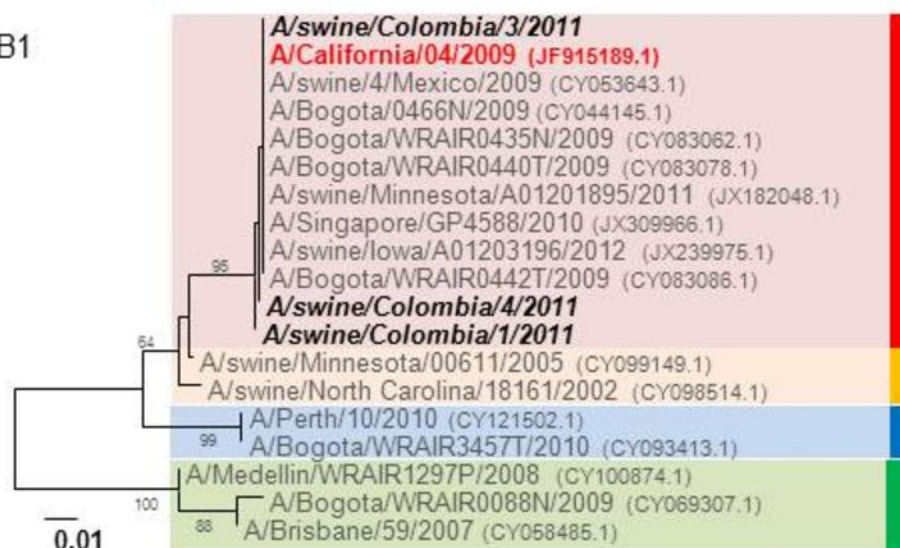 B1
A/swine/Colombia/3/2011
A/California/04/2009 (JF915189.1)
A/swine/4/Mexico/2009 (CY053643.1)
A/Bogota/0466N/2009 (CY044145.1)
A/Bogota/WRAIR0435N/2009 (CY083062.1)
A/Bogota/WRAIR0440T/2009 (CY083078.1)
A/swine/Minnesota/A01201895/2011 (JX182048.1)
A/Singapore/GP4588/2010 (JX309966.1)
A/swine/Iowa/A01203196/2012 (JX239975.1)
95
A/Bogota/WRAIR0442T/2009 (CY083086.1)
A/swine/Colombia/4/2011
A/swine/Colombia/1/2011
64
A/swine/Minnesota/00611/2005 (CY099149.1)
A/swine/North Carolina/18161/2002 (CY098514.1)
A/Perth/10/2010 (CY121502.1)
99
A/Bogota/WRAIR3457T/2010 (CY093413.1)
A/Medellin/WRAIR1297P/2008 (CY100874.1)
100
A/Bogota/WRAIR0088N/2009 (CY069307.1)
88
A/Brisbane/59/2007 (CY058485.1)
0.01